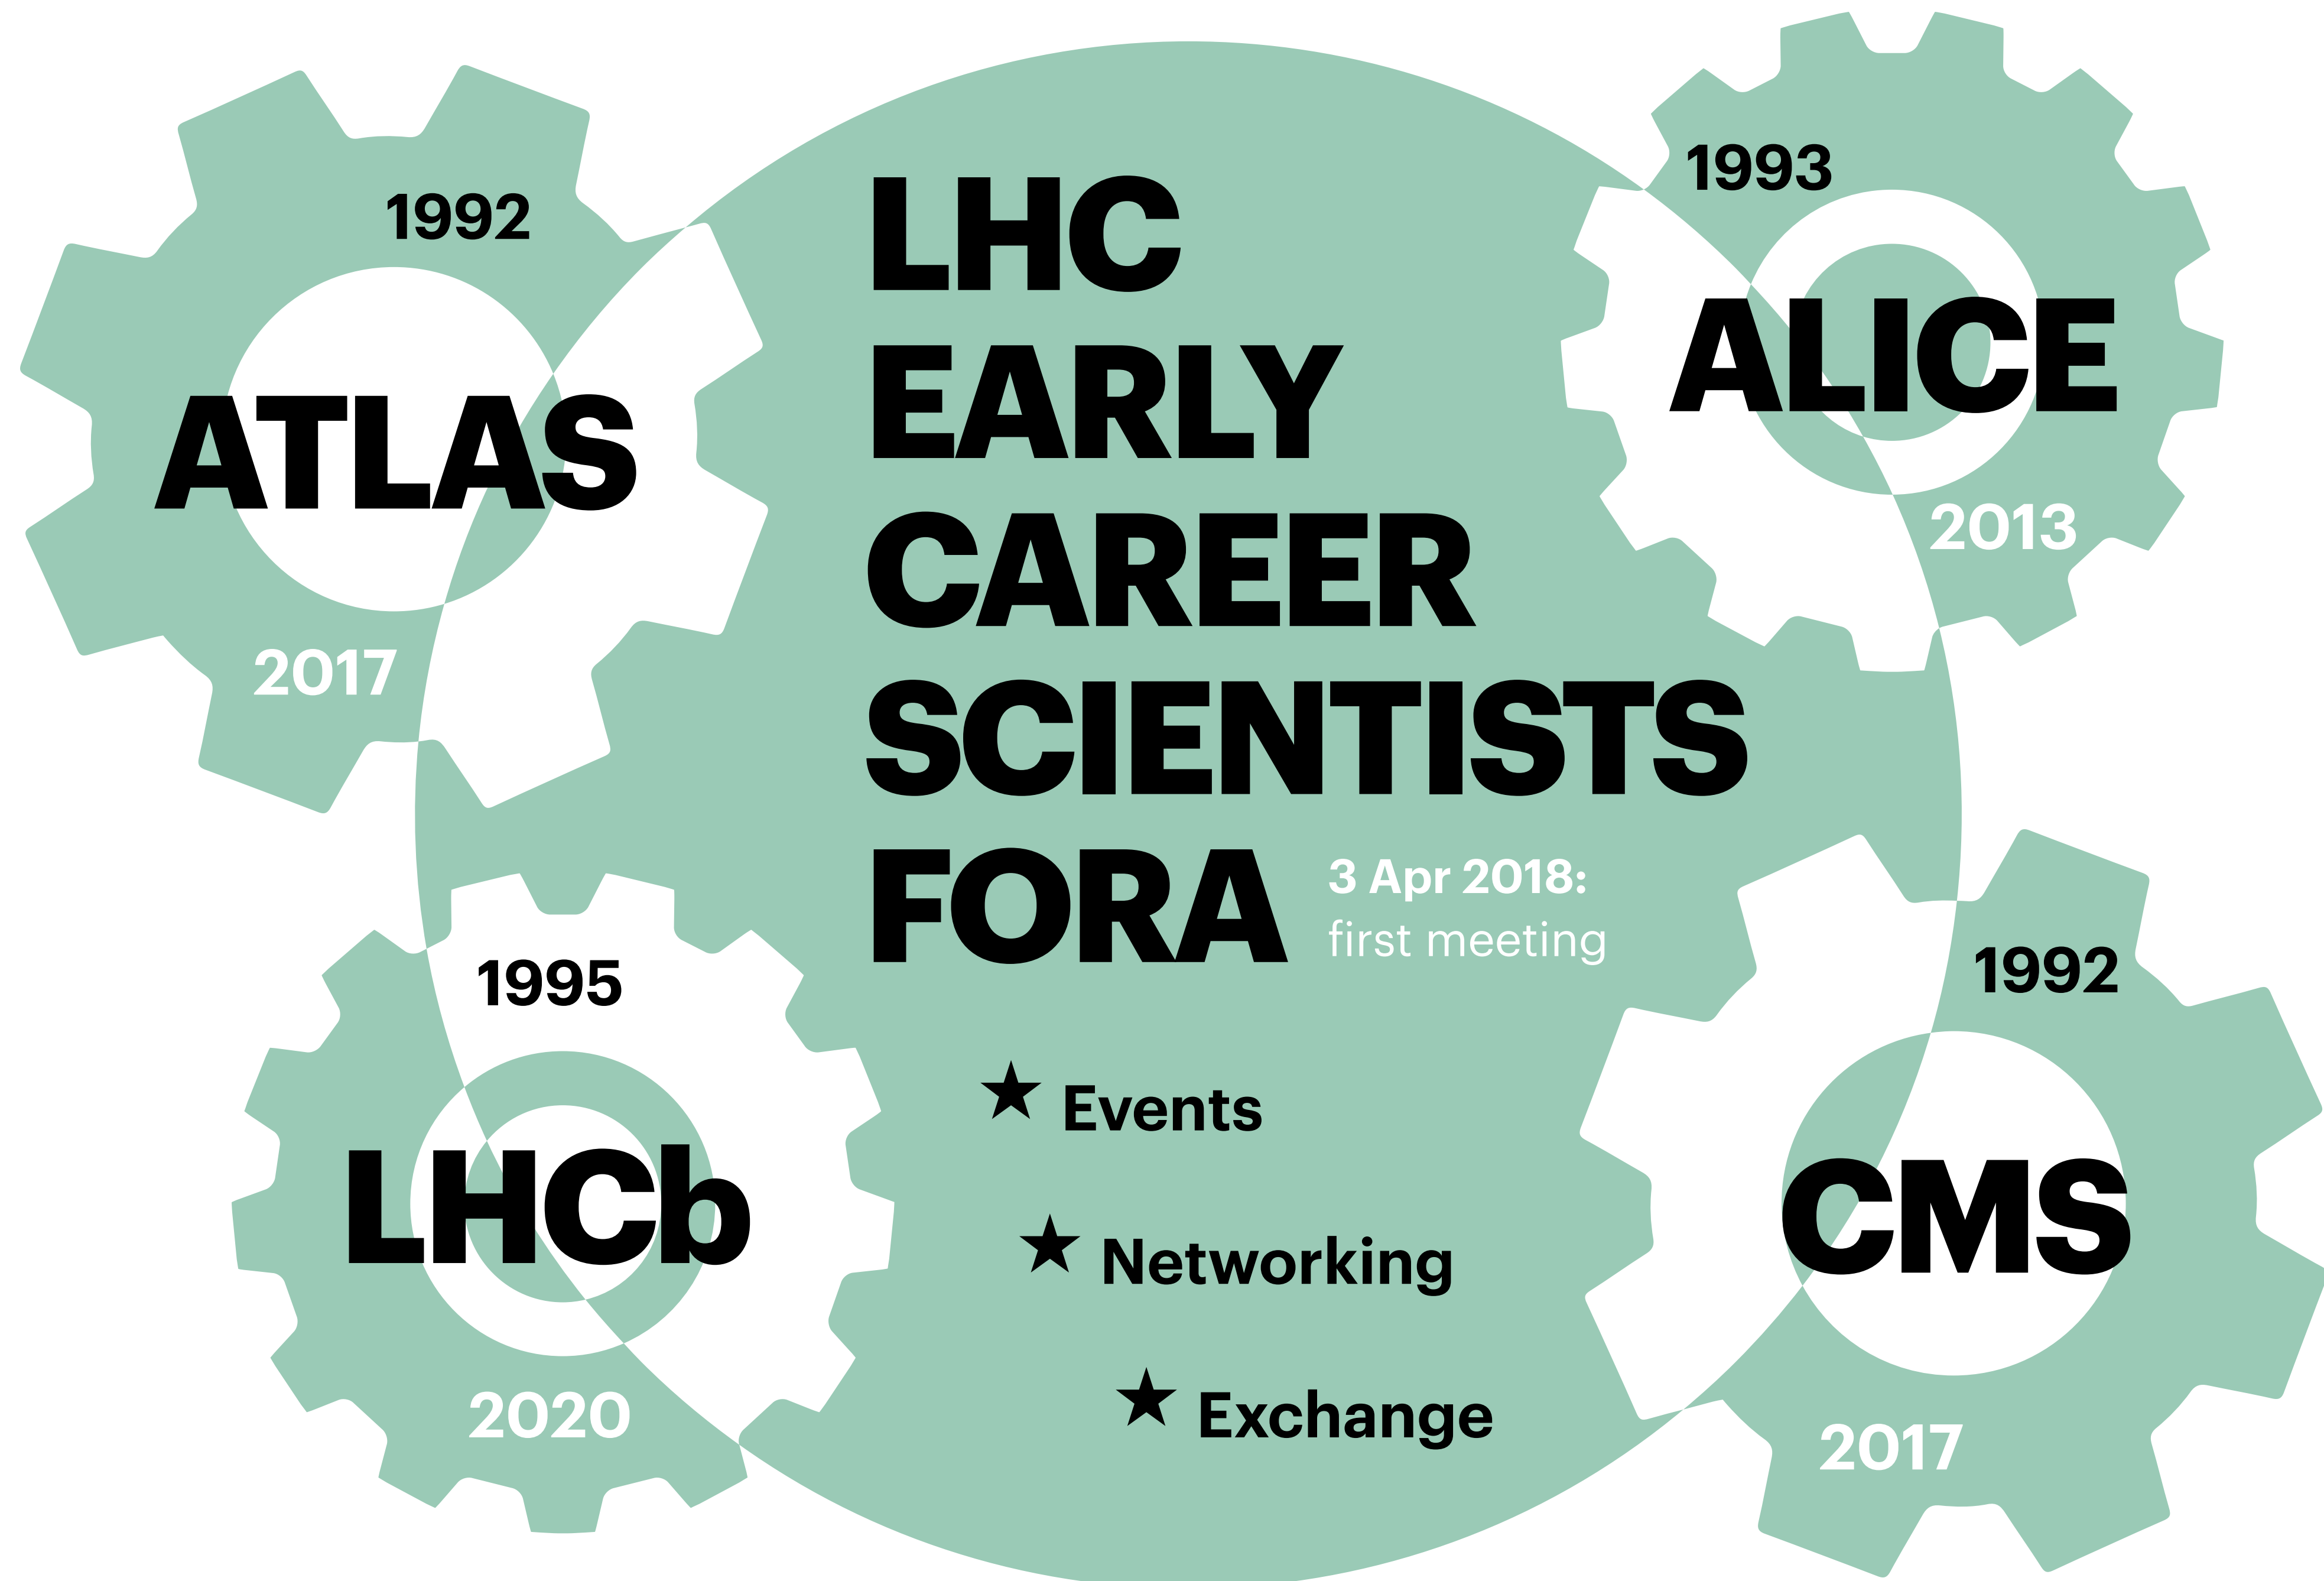 1992
ATLAS
2017
LHC
EARLY
CAREER
SCIENTISTS
FORA
3 Apr 2018:
first meeting
1993
ALICE
2013
1995
LHCb
2020
★ Events
★ Networking
★ Exchange
1992
CMS
2017